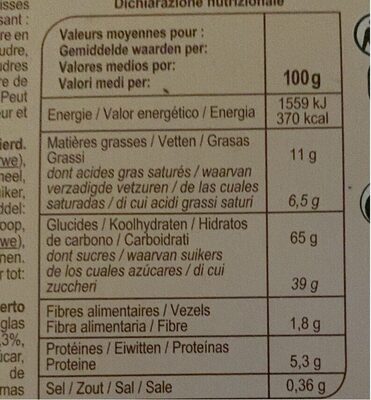 Dichiarazione nutrizionale
isses
sant :
re en
udre,
udres
re de
Peut
ur et
ierd.
we),
neel,
iker,
ddel:
oop,
we),
nen.
r tot:
erto
glas
3%,
úcar,
de
mas
Valeurs moyennes pour :
Gemiddelde waarden per:
Valores medios por:
Valori medi per:
100 g
Energie / Valor energético / Energia
1559 kJ
370 kcal
Matières grasses / Vetten / Grasas
Grassi
11 g
dont acides gras saturés / waarvan
verzadigde vetzuren / de las cuales
saturadas / di cui acidi grassi saturi
6,5 g
Glucides / Koolhydraten / Hidratos
de carbono / Carboidrati
65 g
dont sucres / waarvan suikers
de los cuales azúcares / di cui
zuccheri
39 g
Fibres alimentaires / Vezels
Fibra alimentaria / Fibre
1,8 g
Protéines / Eiwitten / Proteínas
Proteine
5,3 g
Sel / Zout / Sal / Sale
0,36 g